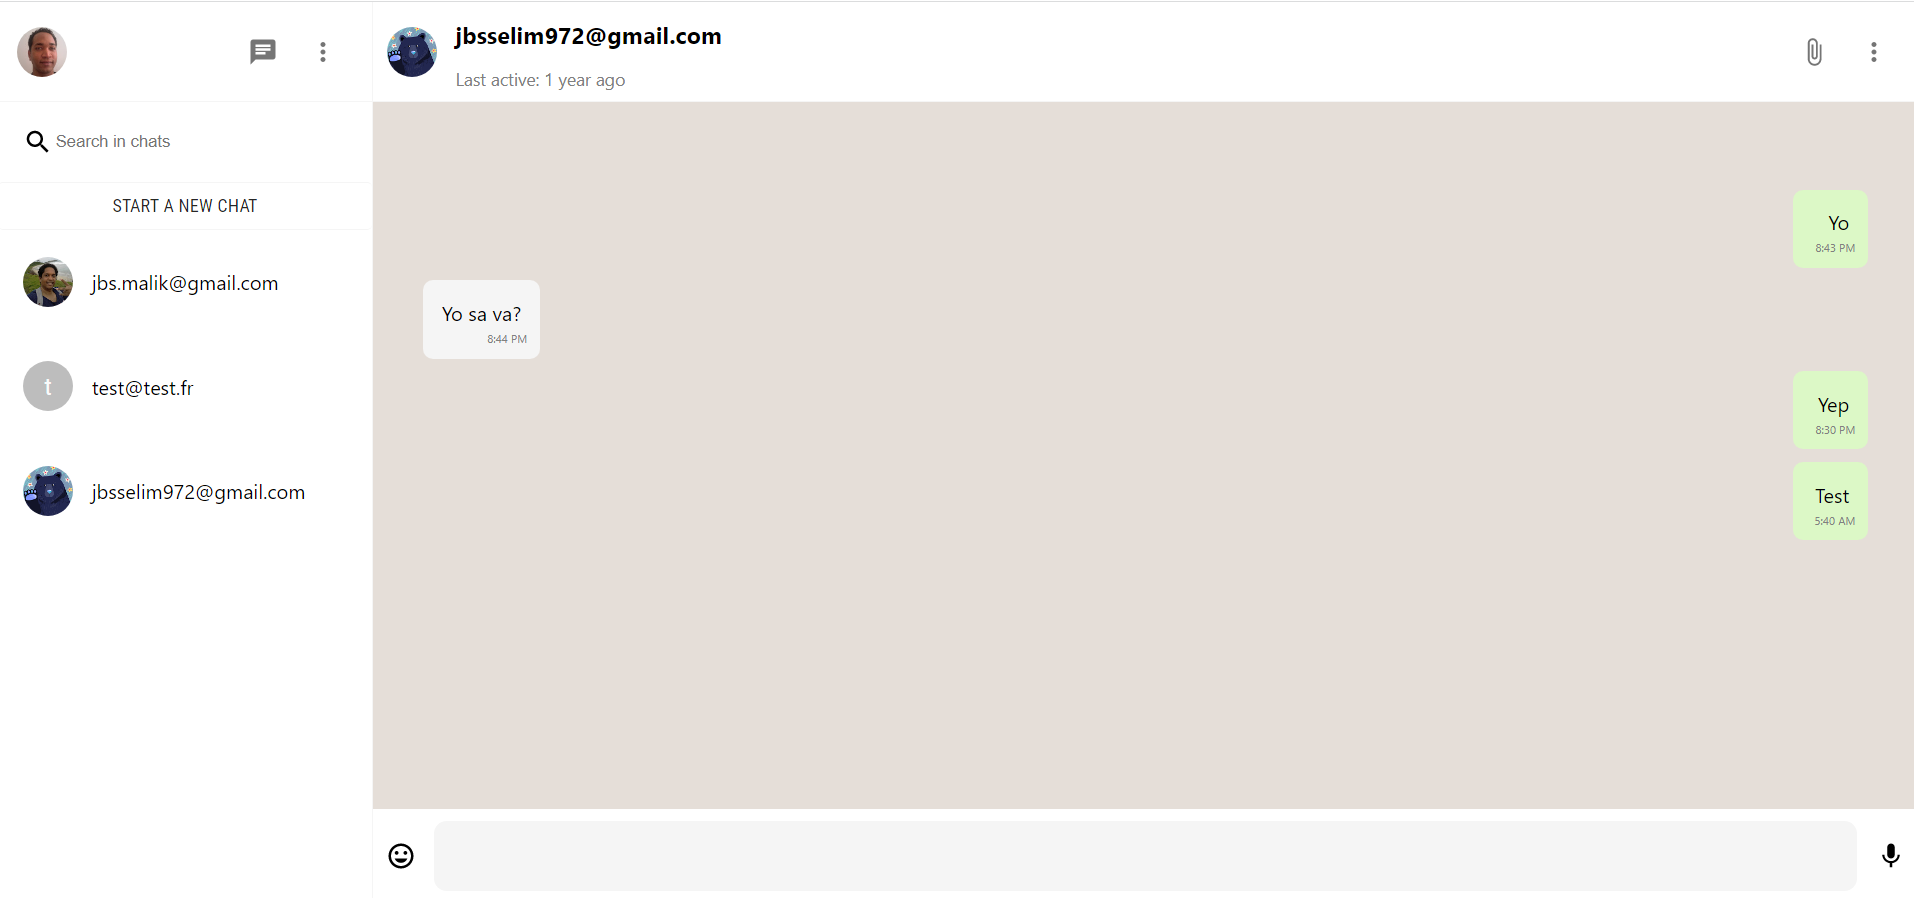 Search in chats
START A NEW CHAT
jbs.malik@gmail.com
t
test@test.fr
jbsselim972@gmail.com
jbsselim972@gmail.com
Last active: 1 year ago
Yo
8:43 PM
Yo sa va?
8:44 PM
Yep
8:30 PM
Test
5:40 AM